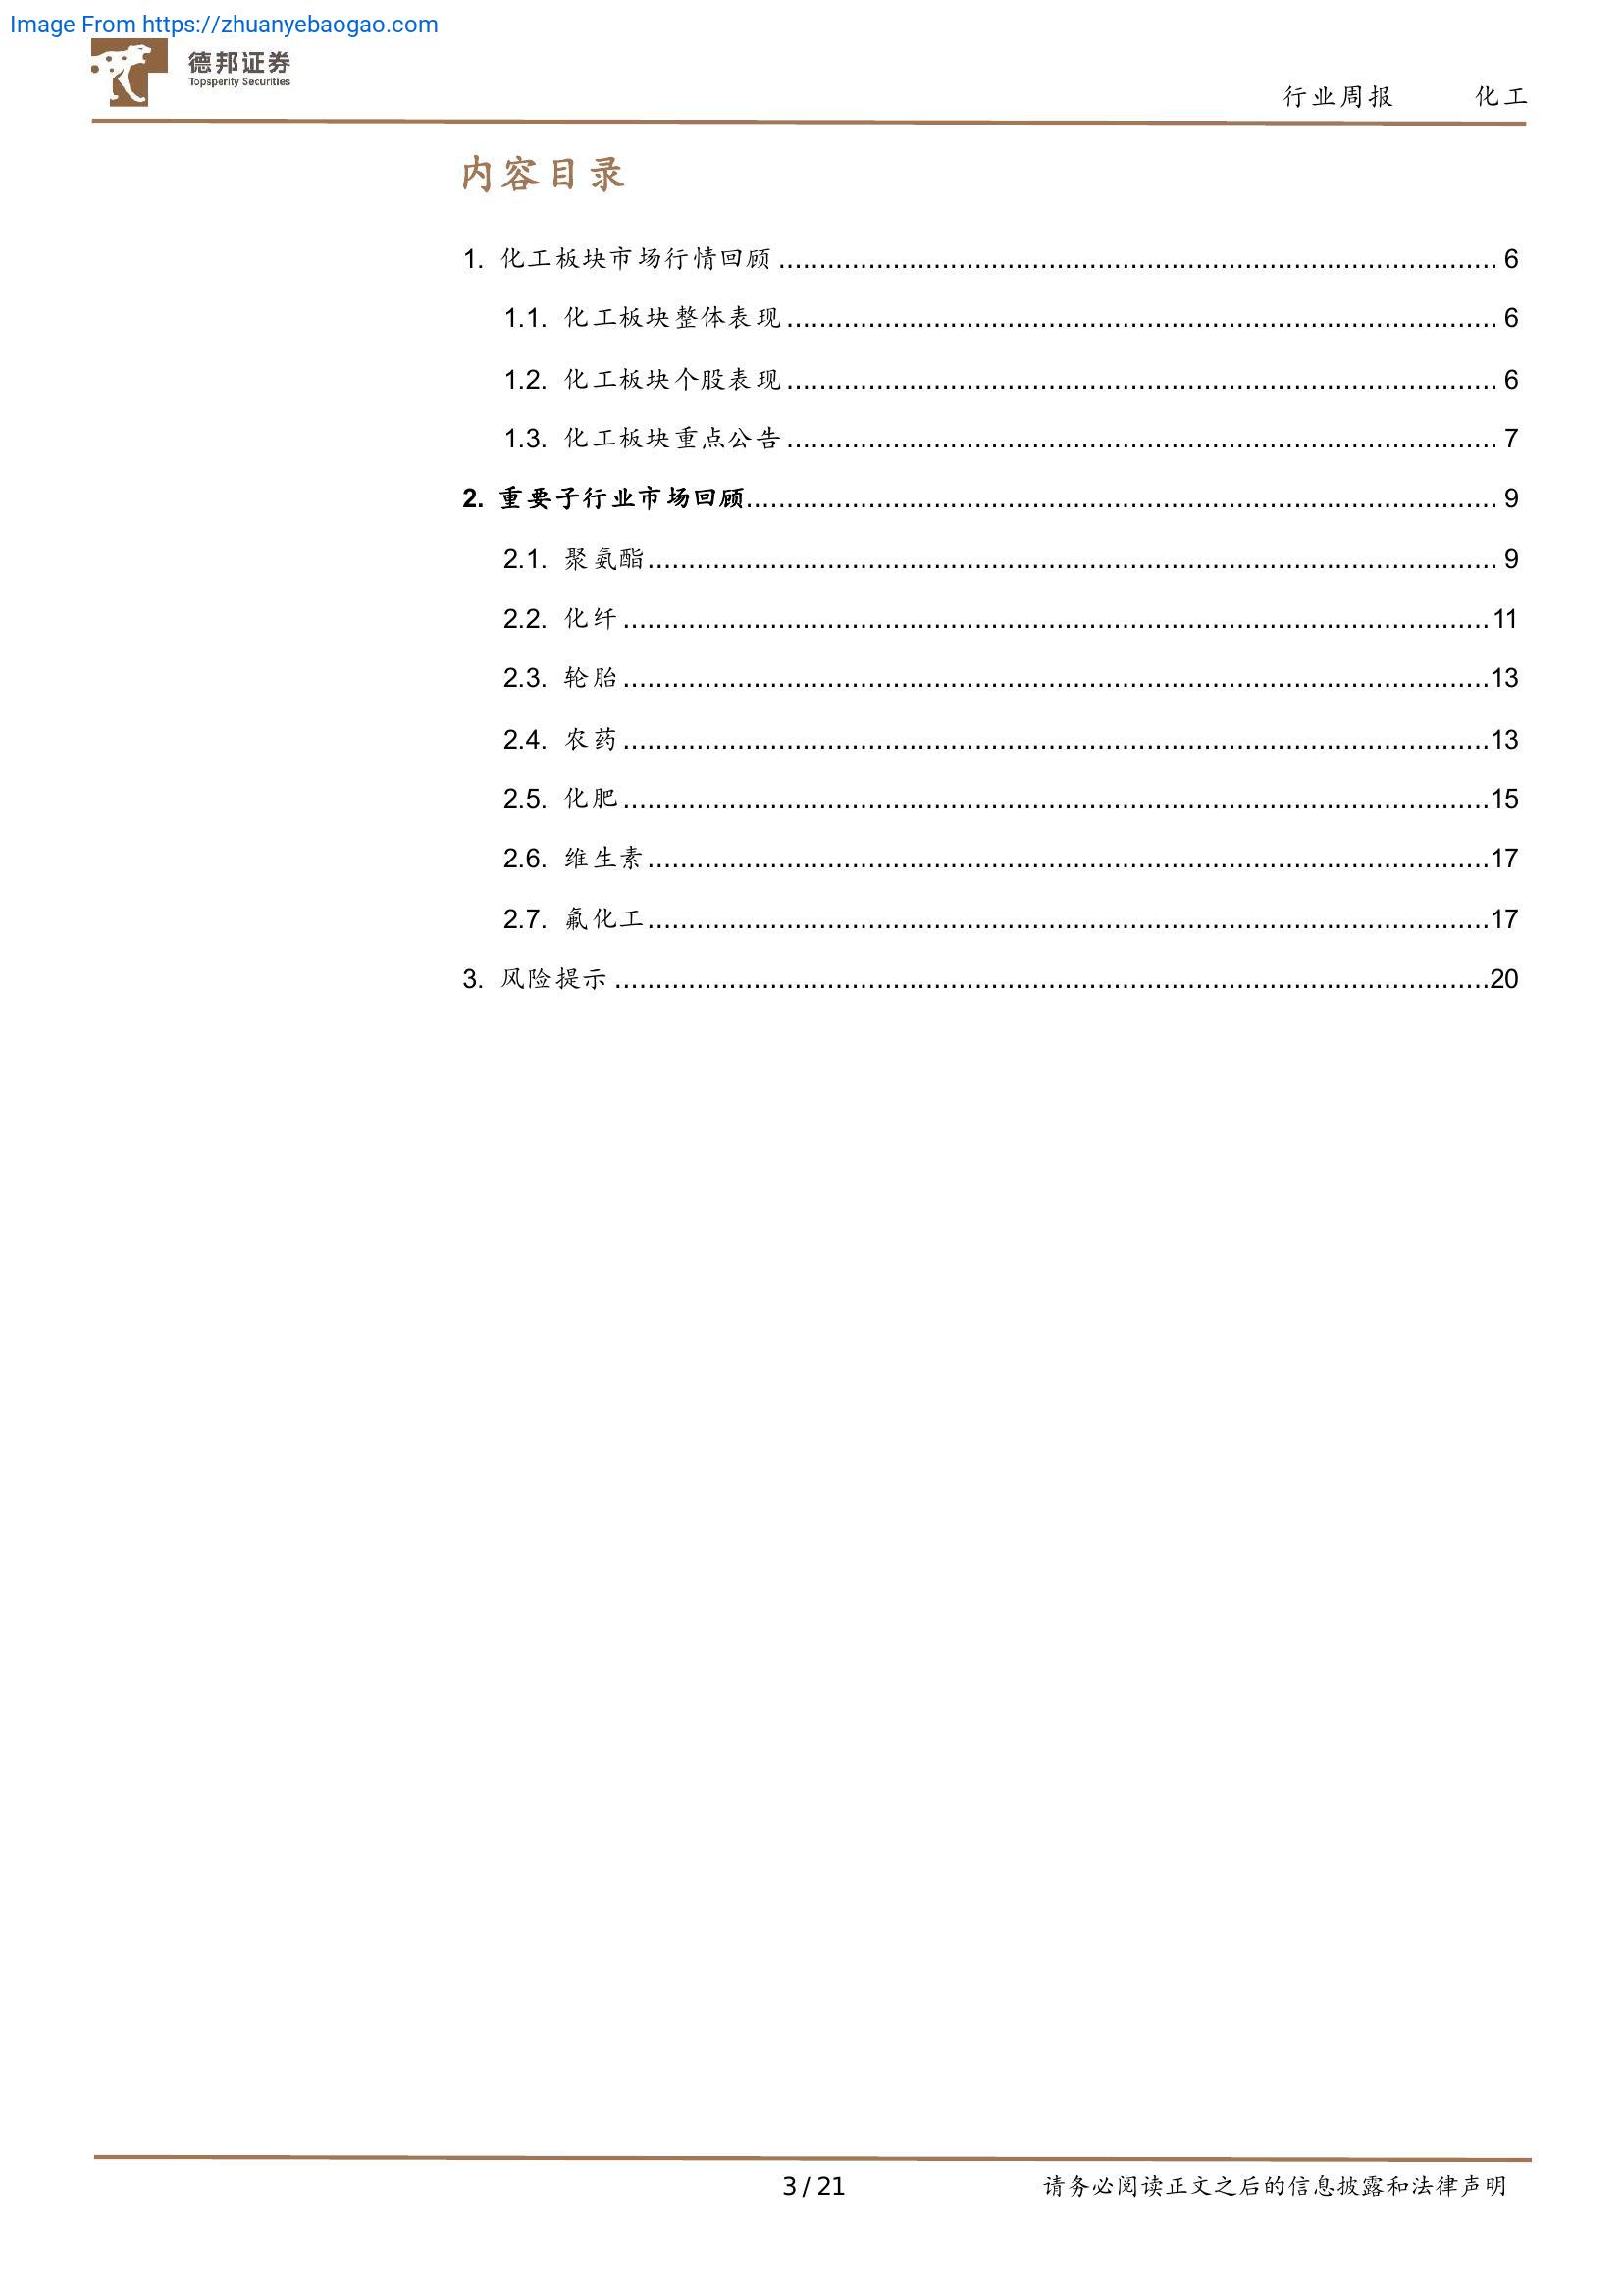 Image From https://zhuanyebaogao.com
德邦证券
Topsperity Securities
行业周报 化工
内容目录
1. 化工板块市场行情回顾 ........................................................................................ 6
1.1. 化工板块整体表现 ....................................................................................... 6
1.2. 化工板块个股表现 ....................................................................................... 6
1.3. 化工板块重点公告 ....................................................................................... 7
2. 重要子行业市场回顾 ............................................................................................ 9
2.1. 聚氨酯 ........................................................................................................ 9
2.2. 化纤 .......................................................................................................... 11
2.3. 轮胎 .......................................................................................................... 13
2.4. 农药 .......................................................................................................... 13
2.5. 化肥 .......................................................................................................... 15
2.6. 维生素 ....................................................................................................... 17
2.7. 氟化工 ....................................................................................................... 17
3. 风险提示 ........................................................................................................... 20
3 / 21 请务必阅读正文之后的信息披露和法律声明